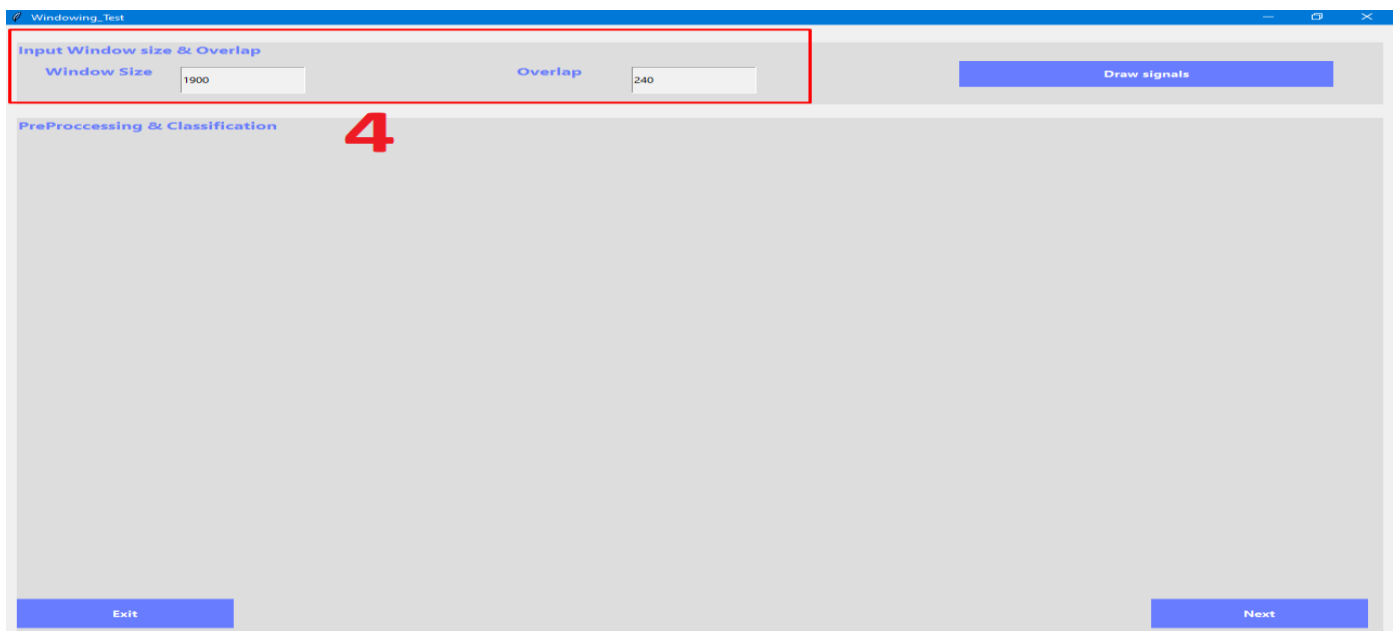 Windowing_Test
Input Window size & Overlap
Window Size 1900 Overlap 240 Draw signals
PreProccessing & Classification
4
Exit Next